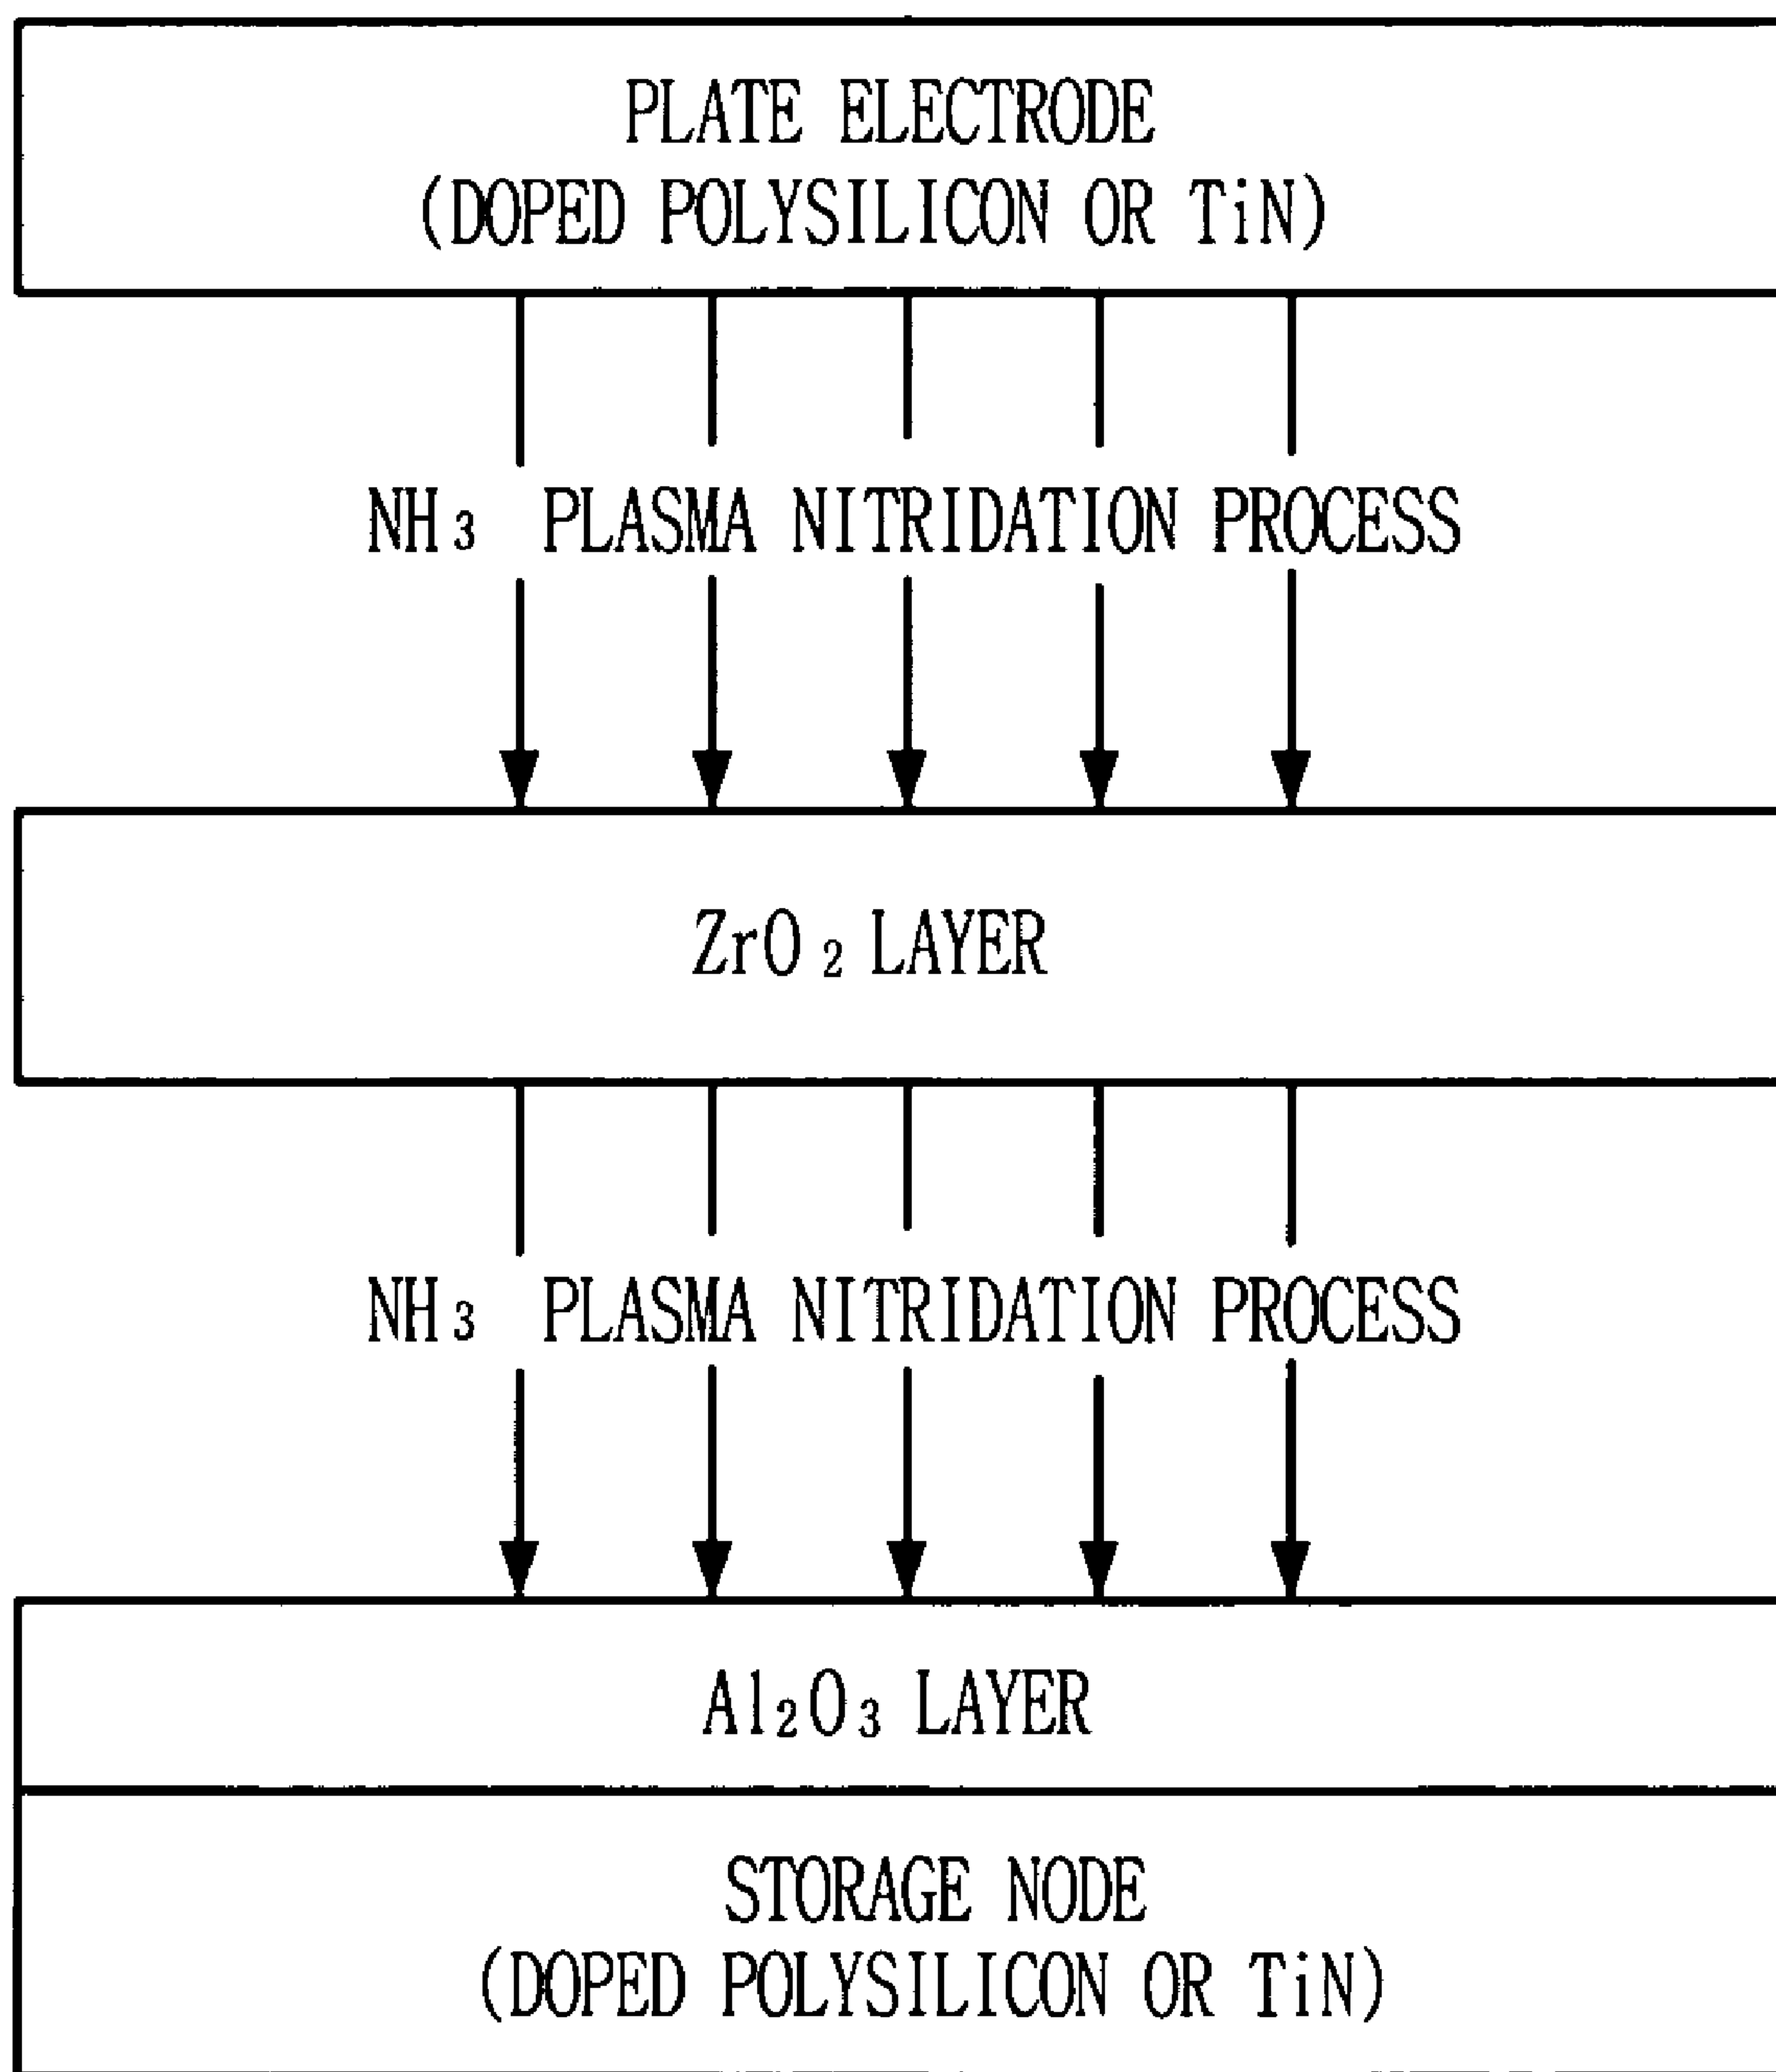 PLATE ELECTRODE
(DOPED POLYSILICON OR TiN)
NH₃ PLASMA NITRIDATION PROCESS
ZrO₂ LAYER
NH₃ PLASMA NITRIDATION PROCESS
Al₂O₃ LAYER
STORAGE NODE
(DOPED POLYSILICON OR TiN)